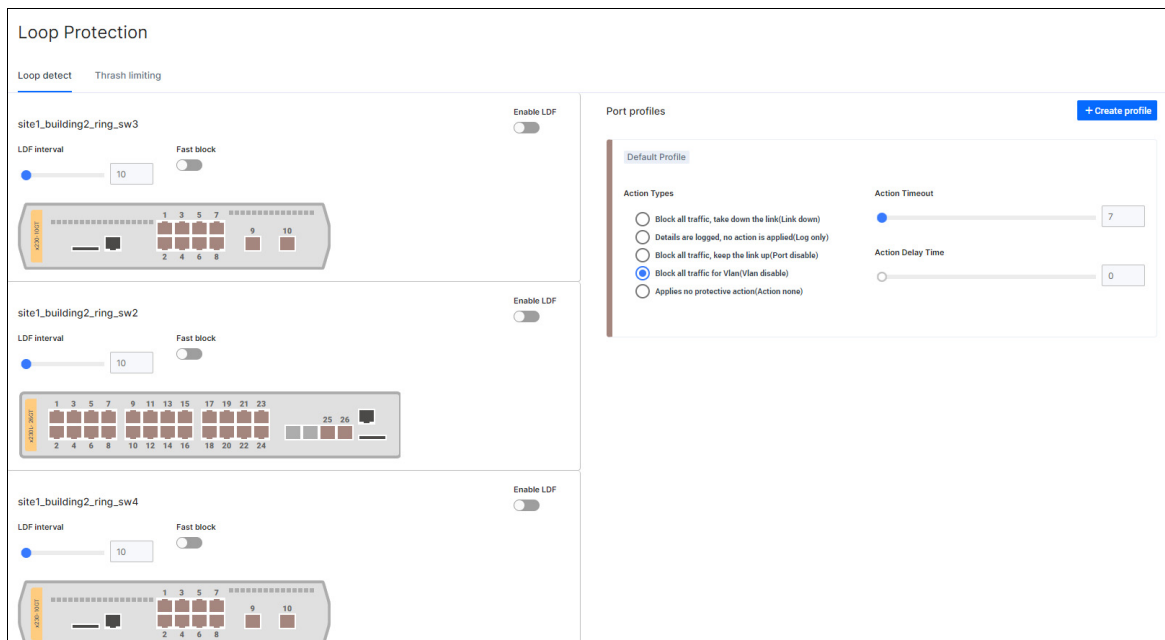 Loop Protection
Loop detect Thrash limiting
site1_building2_ring_sw3
Enable LDF
LDF interval Fast block
10
x230-10GT
1 3 5 7
9 10
2 4 6 8
site1_building2_ring_sw2
Enable LDF
LDF interval Fast block
10
1 3 5 7 9 11 13 15 17 19 21 23
25 26
2 4 6 8 10 12 14 16 18 20 22 24
site1_building2_ring_sw4
Enable LDF
LDF interval Fast block
10
x230-10GT
1 3 5 7
9 10
2 4 6 8
Port profiles
+ Create profile
Default Profile
Action Types
Block all traffic, take down the link(Link down)
Details are logged, no action is applied(Log only)
Block all traffic, keep the link up(Port disable)
Block all traffic for Vlan(Vlan disable)
Applies no protective action(Action none)
Action Timeout
7
Action Delay Time
0